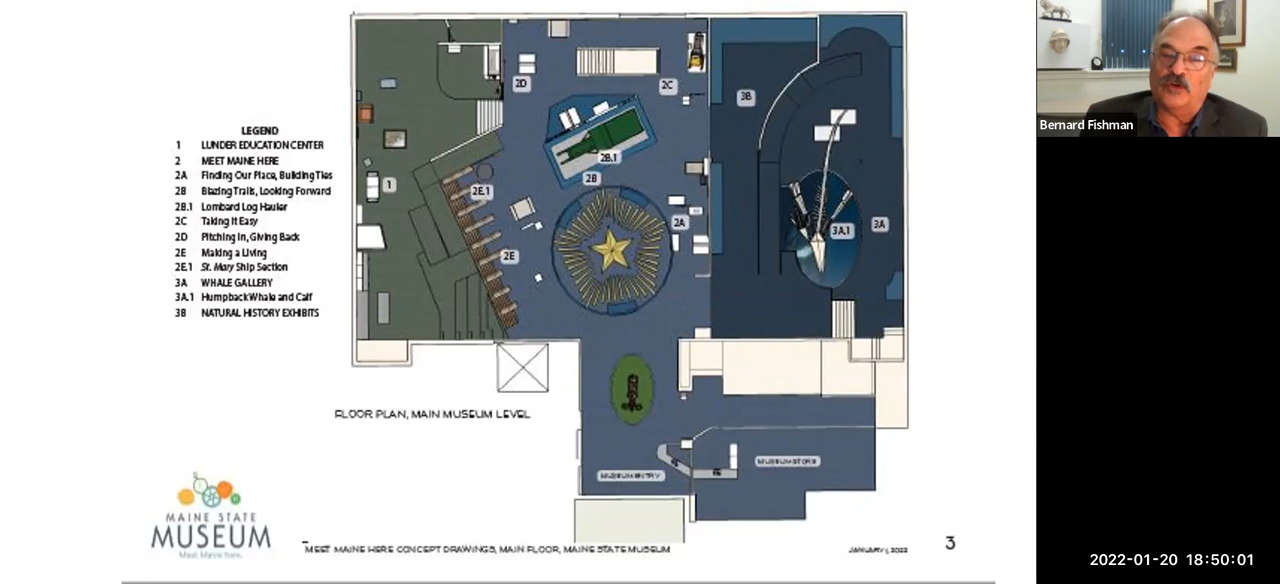 LEGEND
1 LUNDER EDUCATION CENTER
2 MEET MAINE HERE
2A Finding Our Place, Building Ties
2B Blazing Trails, Looking Forward
2B.1 Lombard Log Hauler
2C Taking It Easy
2D Pitching In, Giving Back
2E Making a Living
2E.1 St. Mary Ship Section
3A WHALE GALLERY
3A.1 Humpback Whale and Calf
3B NATURAL HISTORY EXHIBITS
2D
2C
3B
2B.1
2B
1
2E.1
2A
3A.1
3A
2E
FLOOR PLAN, MAIN MUSEUM LEVEL
MUSEUM ENTRY
MUSEUM STORE
MAINE STATE
MUSEUM
Meet Maine here.
MEET MAINE HERE CONCEPT DRAWINGS, MAIN FLOOR, MAINE STATE MUSEUM
JANUARY 1, 2022
3
Bernard Fishman
2022-01-20 18:50:01